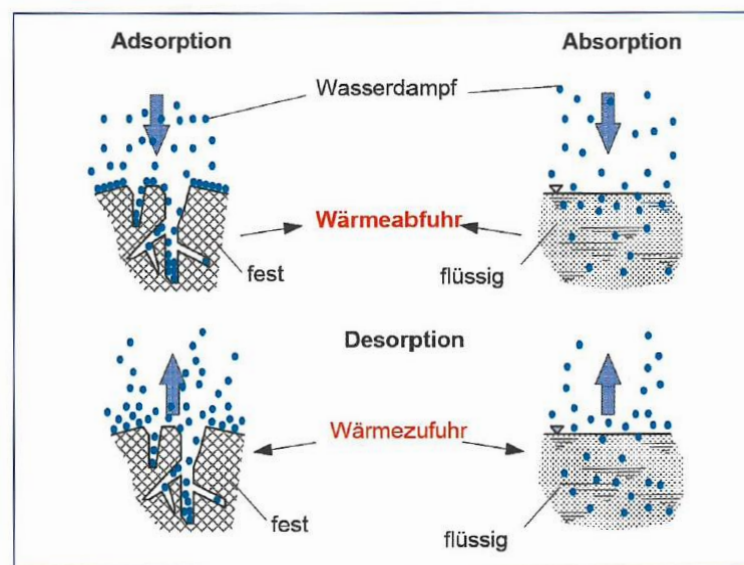 Adsorption
Absorption
Wasserdampf
Wärmeabfuhr
fest
flüssig
Desorption
Wärmezufuhr
fest
flüssig